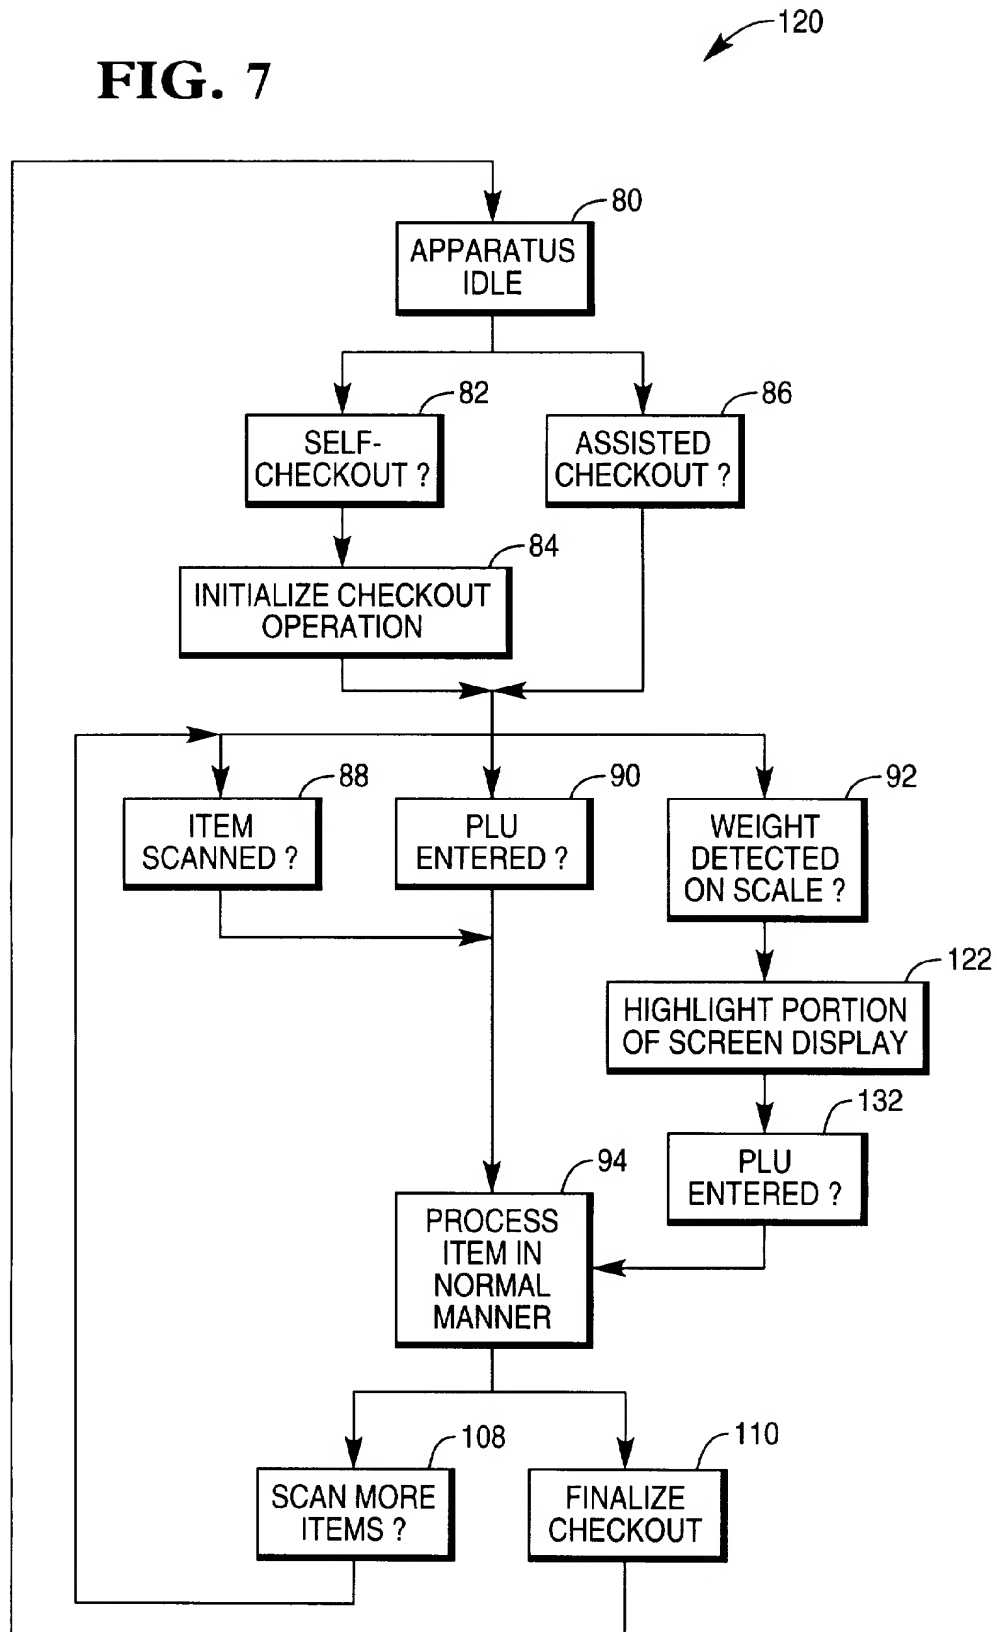 120
FIG. 7
80
APPARATUS
IDLE
82
SELF-
CHECKOUT ?
86
ASSISTED
CHECKOUT ?
84
INITIALIZE CHECKOUT
OPERATION
88
ITEM
SCANNED ?
90
PLU
ENTERED ?
92
WEIGHT
DETECTED
ON SCALE ?
122
HIGHLIGHT PORTION
OF SCREEN DISPLAY
132
PLU
ENTERED ?
94
PROCESS
ITEM IN
NORMAL
MANNER
108
SCAN MORE
ITEMS ?
110
FINALIZE
CHECKOUT